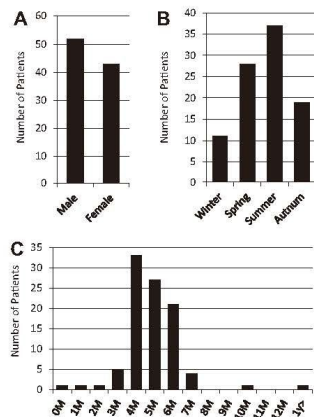 A
60
50
40
30
20
10
0
Number of Patients
Male
Female
B
40
35
30
25
20
15
10
5
0
Number of Patients
Winter
Spring
Summer
Autnum
C
35
30
25
20
15
10
5
0
Number of Patients
0M
1M
2M
3M
4M
5M
6M
7M
8M
9M
10M
11M
12M